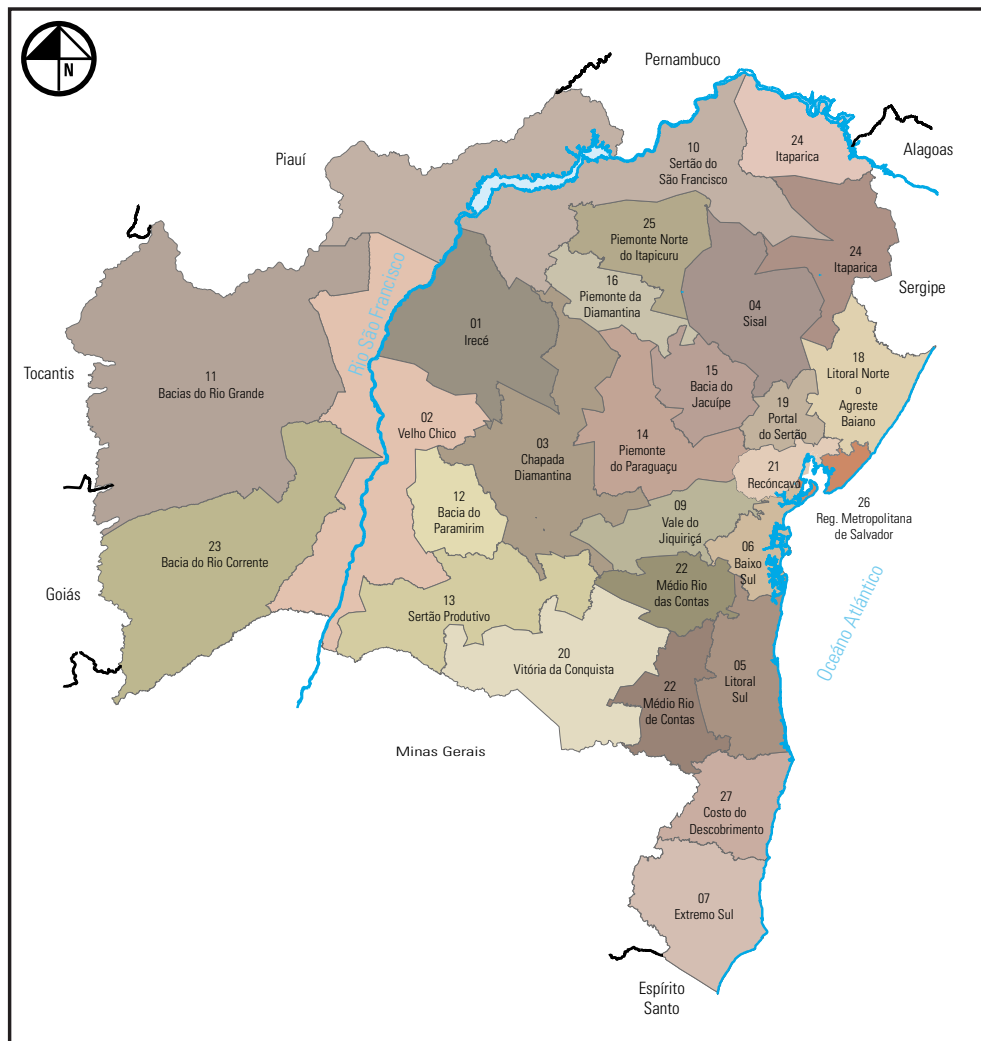 N
Pernambuco
Piauí
Alagoas
24
Itaparica
10
Sertão do
São Francisco
25
Piemonte Norte
do Itapicuru
24
Itaparica
16
Piemonte da
Diamantina
Sergipe
Rio São Francisco
04
Sisal
01
Irecê
18
Litoral Norte
o
Agreste
Baiano
Tocantis
11
Bacias do Rio Grande
15
Bacia do
Jacuípe
19
Portal
do Sertão
02
Velho Chico
03
Chapada
Diamantina
14
Piemonte
do Paraguaçu
21
Recóncavo
12
Bacia do
Paramirim
26
Reg. Metropolitana
de Salvador
09
Vale do
Jiquiriçá
06
Baixo
Sul
23
Bacia do Rio Corrente
22
Médio Rio
das Contas
Goiás
13
Sertão Produtivo
Oceáno Atlántico
20
Vitória da Conquista
05
Litoral
Sul
22
Médio Rio
de Contas
Minas Gerais
27
Costo do
Descobrimento
07
Extremo Sul
Espírito
Santo